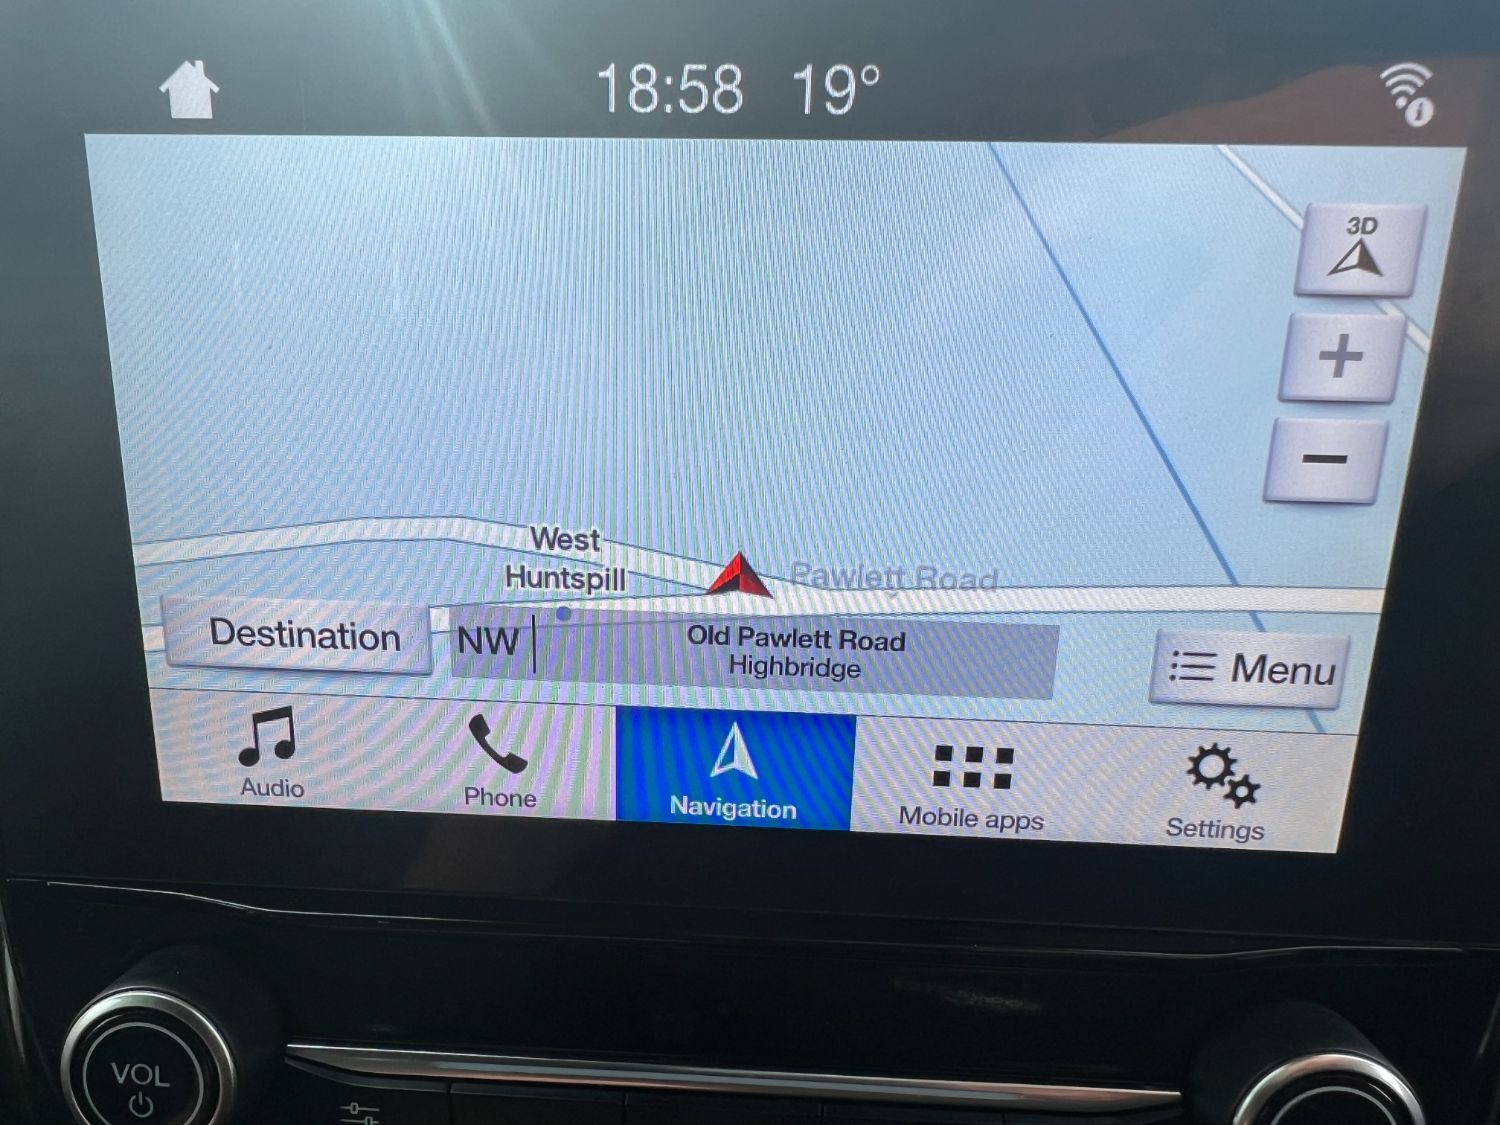 18:58 19°
3D
+
−
West
Huntspill
Pawlett Road
Destination
NW
Old Pawlett Road
Highbridge
Menu
Audio
Phone
Navigation
Mobile apps
Settings
VOL